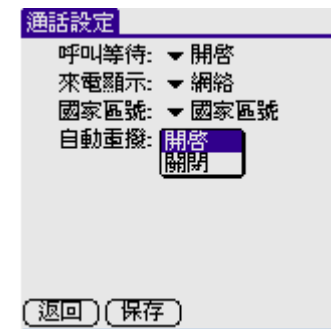 通話設定
呼叫等待: 開啓
來電顯示: 網絡
國家區號: 國家區號
自動重撥: 開啓
關閉
返回 保存